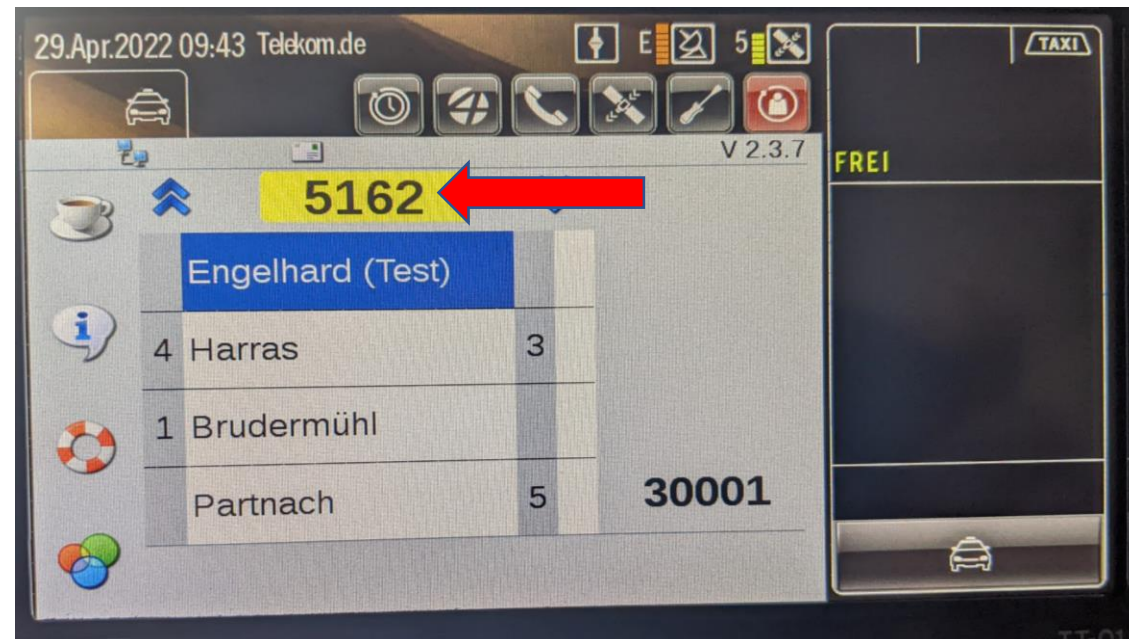 29.Apr.2022 09:43 Telekom.de E 5
TAXI
V 2.3.7
FREI
5162
Engelhard (Test)
4 Harras 3
1 Brudermühl
Partnach 5
30001